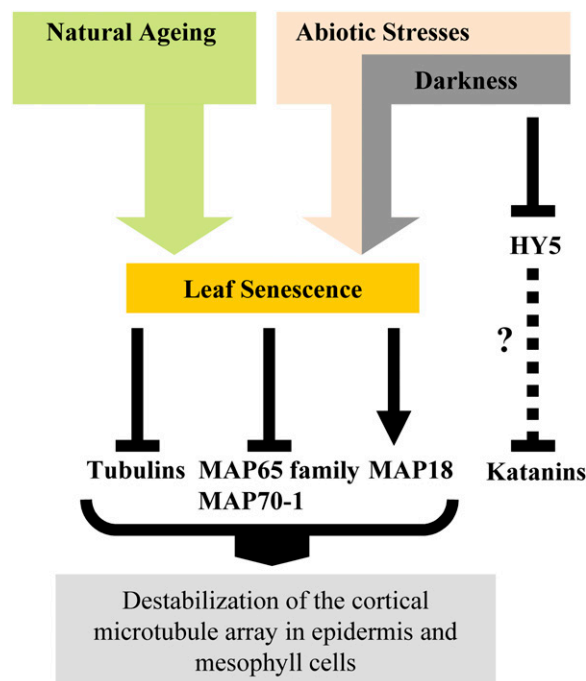 Natural Ageing
Abiotic Stresses
Darkness
HY5
Leaf Senescence
?
Tubulins MAP65 family MAP18 Katanins
MAP70-1
Destabilization of the cortical
microtubule array in epidermis and
mesophyll cells